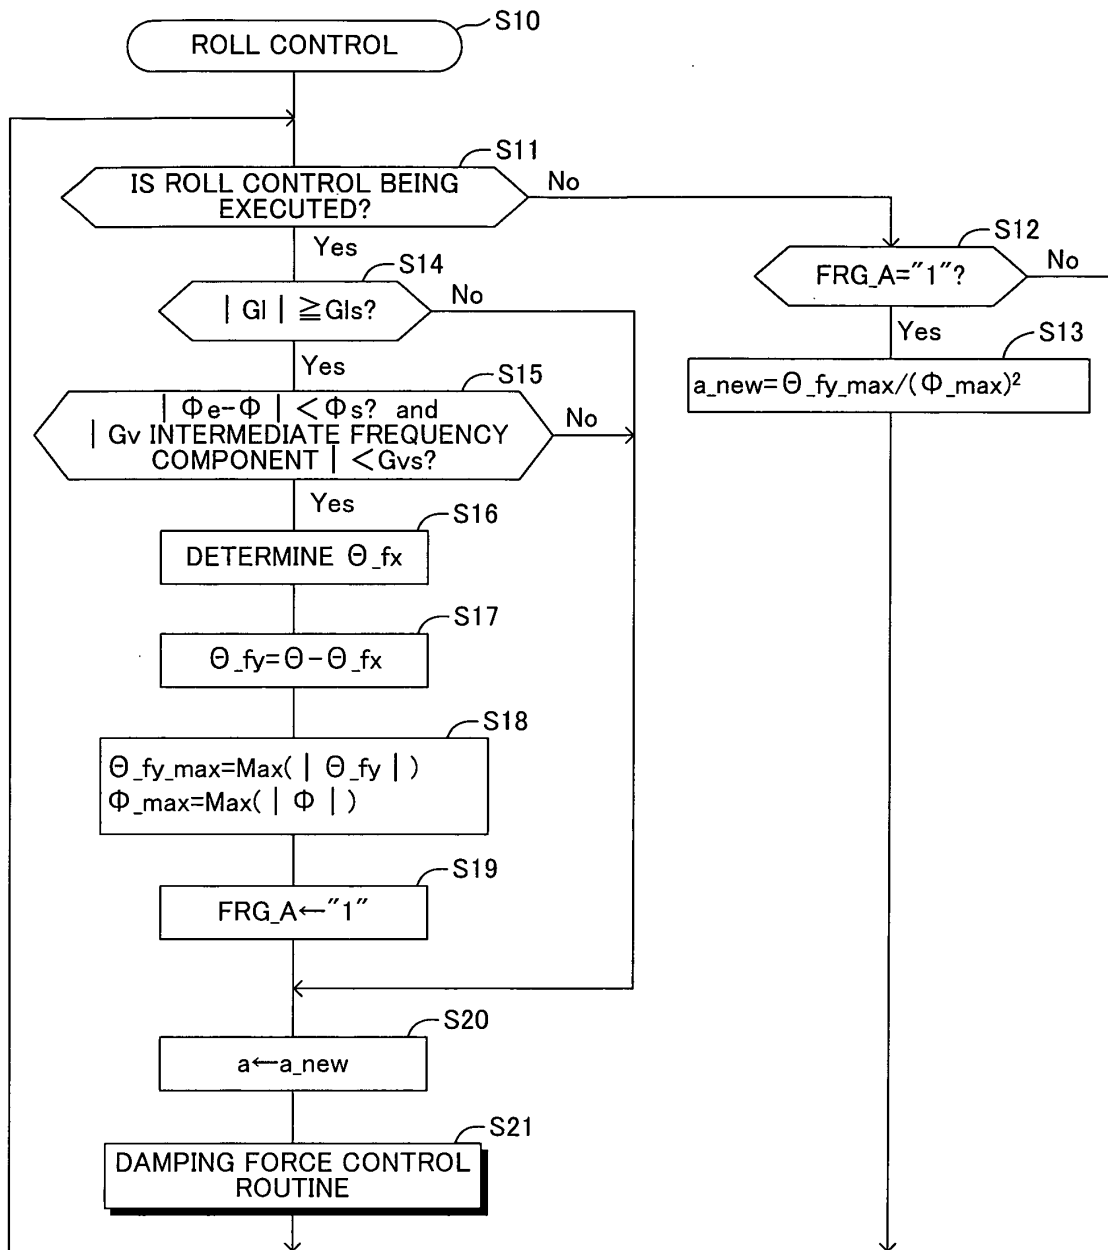 S10
ROLL CONTROL
S11
IS ROLL CONTROL BEING
EXECUTED?
No
Yes
S12
FRG_A="1"?
No
Yes
S13
a_new=Θ_fy_max/(Φ_max)²
S14
| Gl | ≧Gls?
No
Yes
S15
| Φe-Φ | <Φs? and
| Gv INTERMEDIATE FREQUENCY
COMPONENT | <Gvs?
No
Yes
S16
DETERMINE Θ_fx
S17
Θ_fy=Θ-Θ_fx
S18
Θ_fy_max=Max( | Θ_fy | )
Φ_max=Max( | Φ | )
S19
FRG_A←"1"
S20
a←a_new
S21
DAMPING FORCE CONTROL
ROUTINE